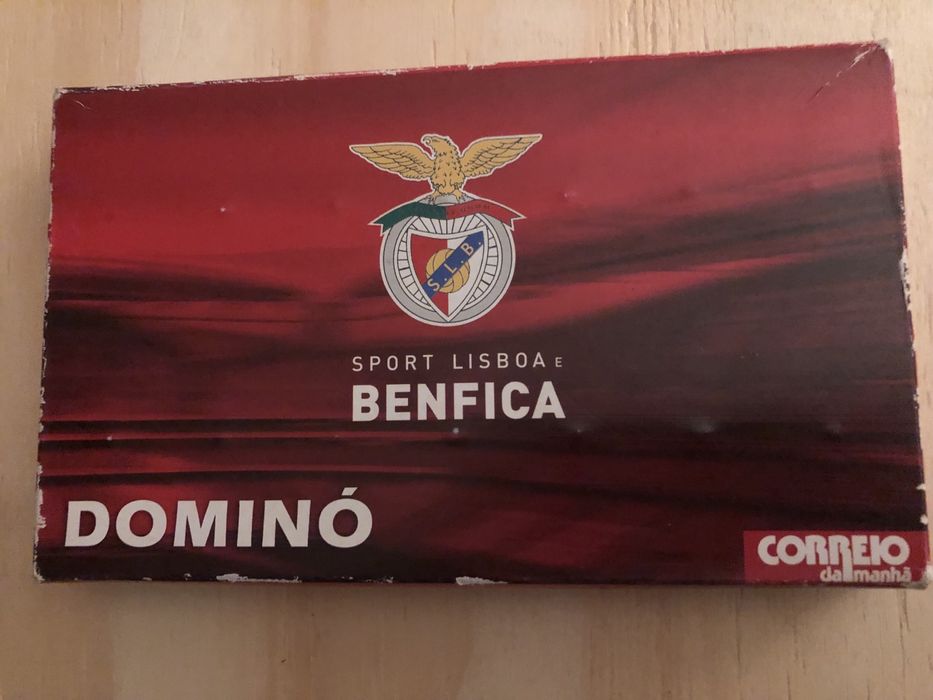 S.L.B.
SPORT LISBOA E
BENFICA
DOMINÓ
CORREIO
da manhã